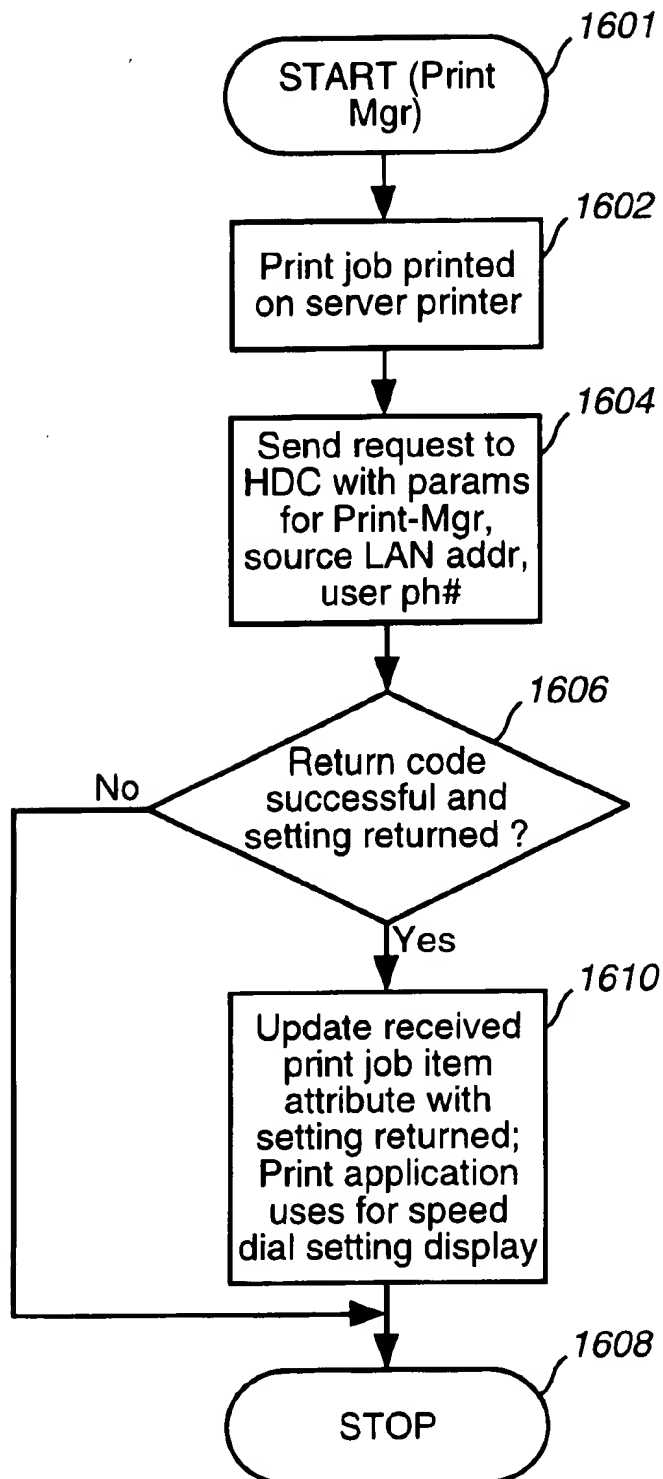 1601
START (Print
Mgr)
1602
Print job printed
on server printer
1604
Send request to
HDC with params
for Print-Mgr,
source LAN addr,
user ph#
1606
Return code
successful and
setting returned ?
No
Yes
1610
Update received
print job item
attribute with
setting returned;
Print application
uses for speed
dial setting display
1608
STOP